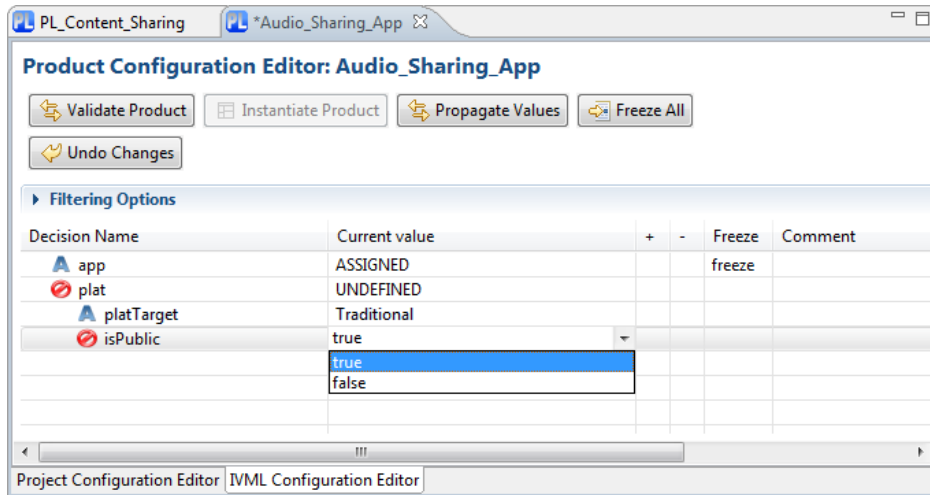 PL PL_Content_Sharing PL *Audio_Sharing_App
Product Configuration Editor: Audio_Sharing_App
Validate Product Instantiate Product Propagate Values Freeze All
Undo Changes
Filtering Options
Decision Name Current value + - Freeze Comment
A app ASSIGNED freeze
plat UNDEFINED
A platTarget Traditional
isPublic true
true
false
Project Configuration Editor IVML Configuration Editor